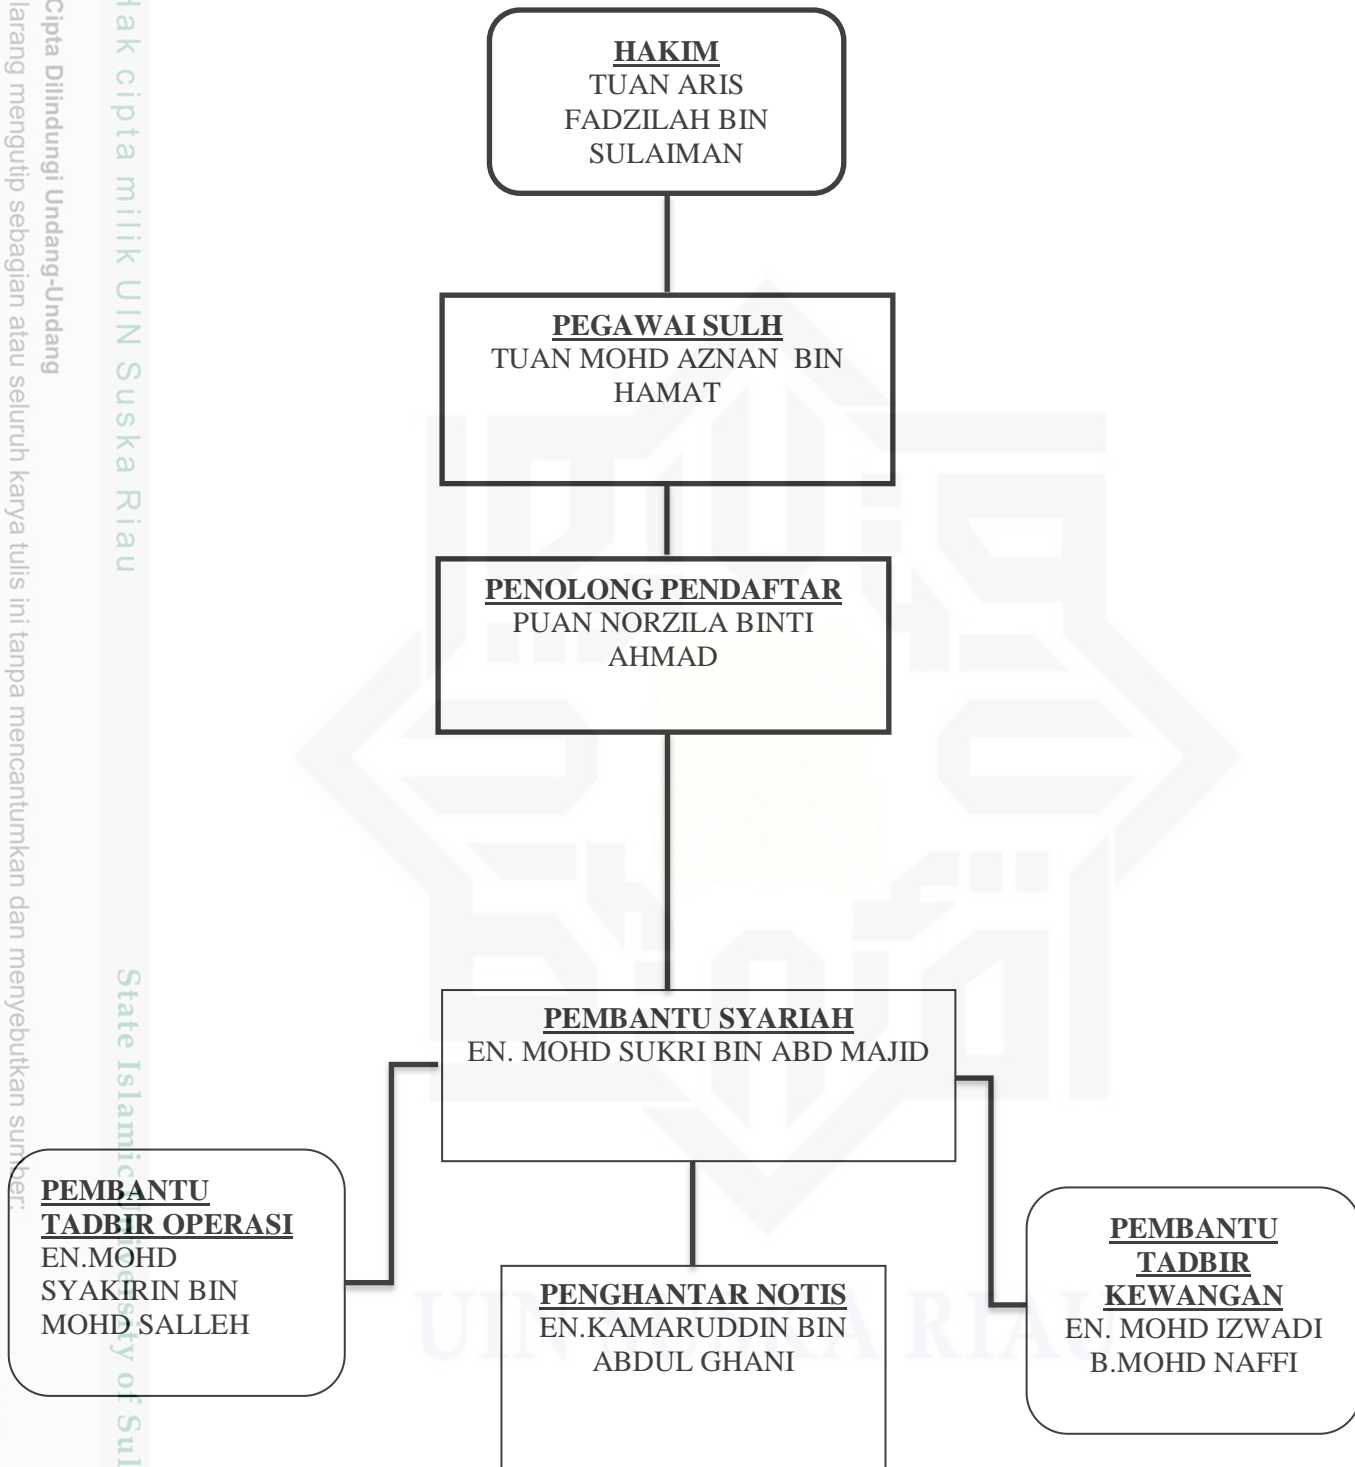 HAKIM
TUAN ARIS
FADZILAH BIN
SULAIMAN
PEGAWAI SULH
TUAN MOHD AZNAN BIN
HAMAT
PENOLONG PENDAFTAR
PUAN NORZILA BINTI
AHMAD
PEMBANTU SYARIAH
EN. MOHD SUKRI BIN ABD MAJID
PEMBANTU
TADBIR OPERASI
EN.MOHD
SYAKIRIN BIN
MOHD SALLEH
PENGHANTAR NOTIS
EN.KAMARUDDIN BIN
ABDUL GHANI
PEMBANTU
TADBIR
KEWANGAN
EN. MOHD IZWADI
B.MOHD NAFFI
UIN SUSKA RIAU
Hak cipta milik UIN Suska Riau
State Islamic University of Sul
Cipta Dilindungi Undang-Undang
larang mengutip sebagian atau seluruh karya tulis ini tanpa mencantumkan dan menyebutkan sumber: